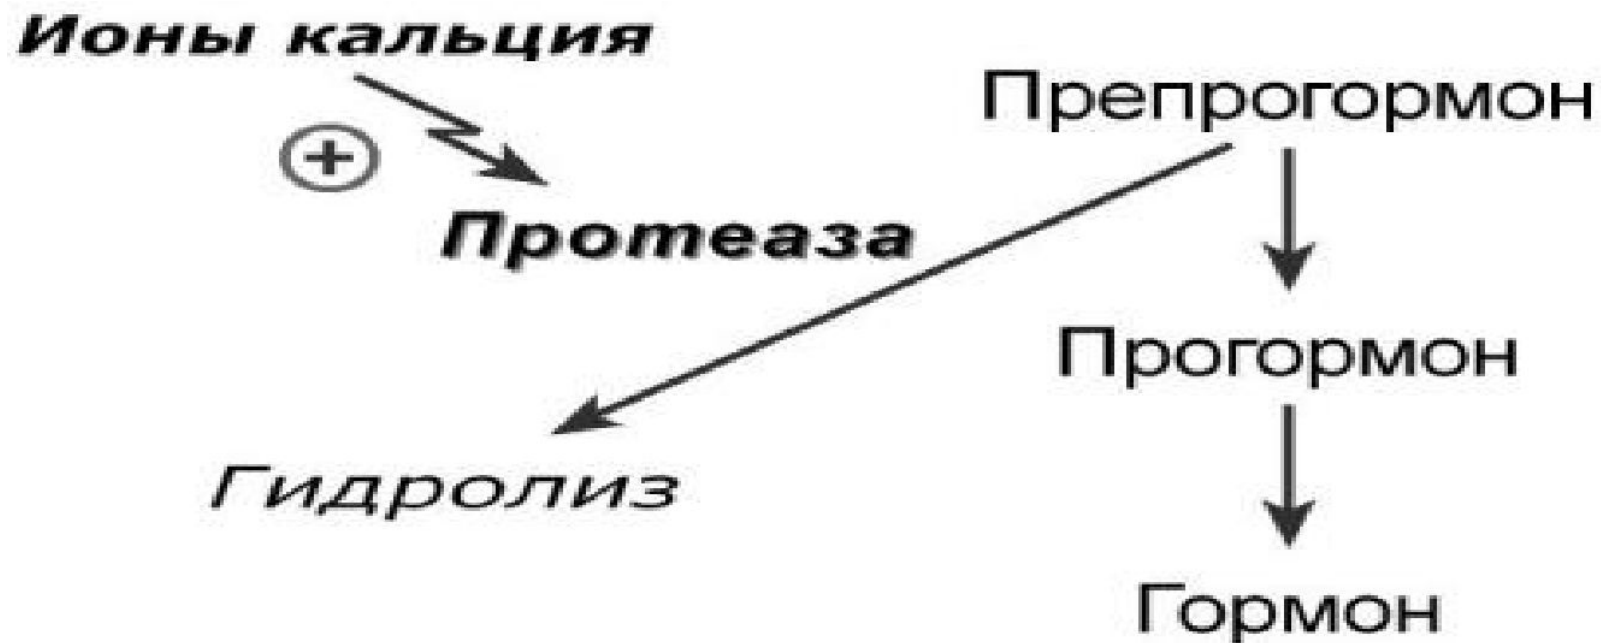 Ионы кальция
Препрогормон
+
Протеаза
Прогормон
Гидролиз
Гормон